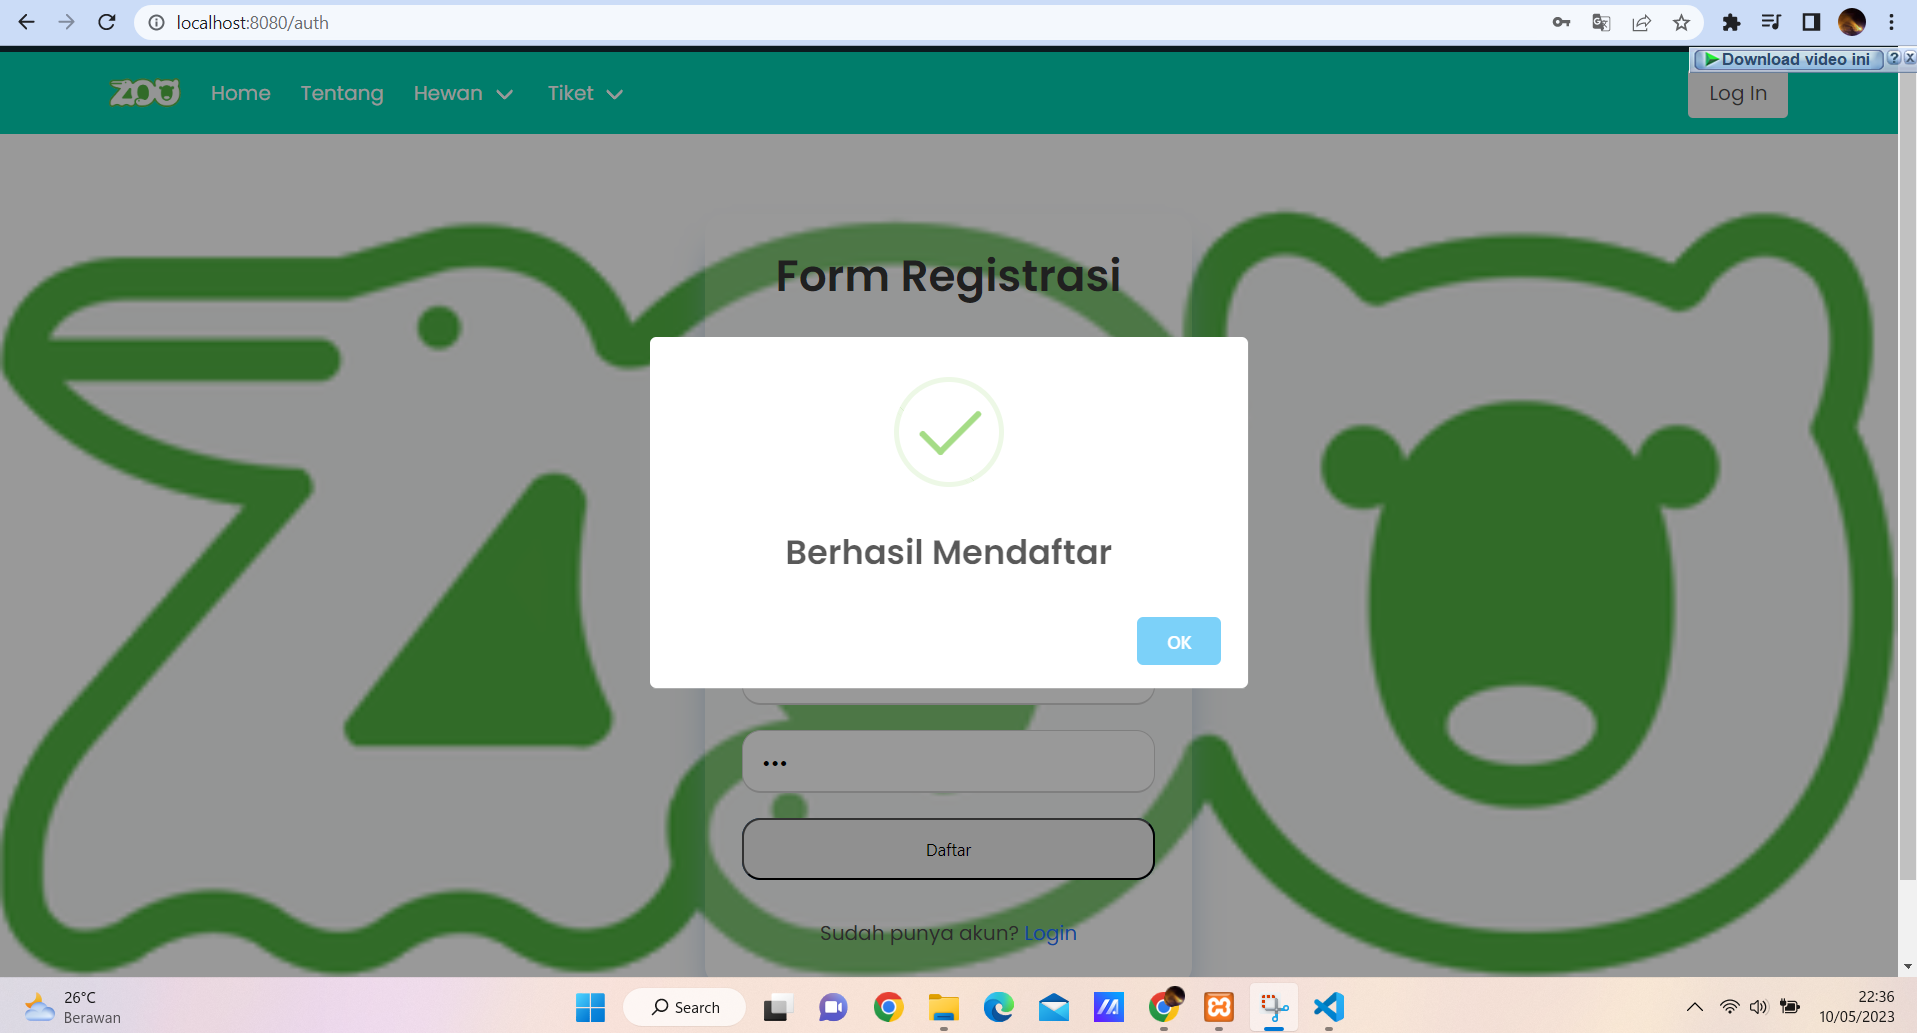 localhost:8080/auth
Download video ini ? x
ZOO Home Tentang Hewan Tiket Log In
Form Registrasi
Berhasil Mendaftar
OK
Daftar
Sudah punya akun? Login
26°C
Berawan
Search
22:36
10/05/2023